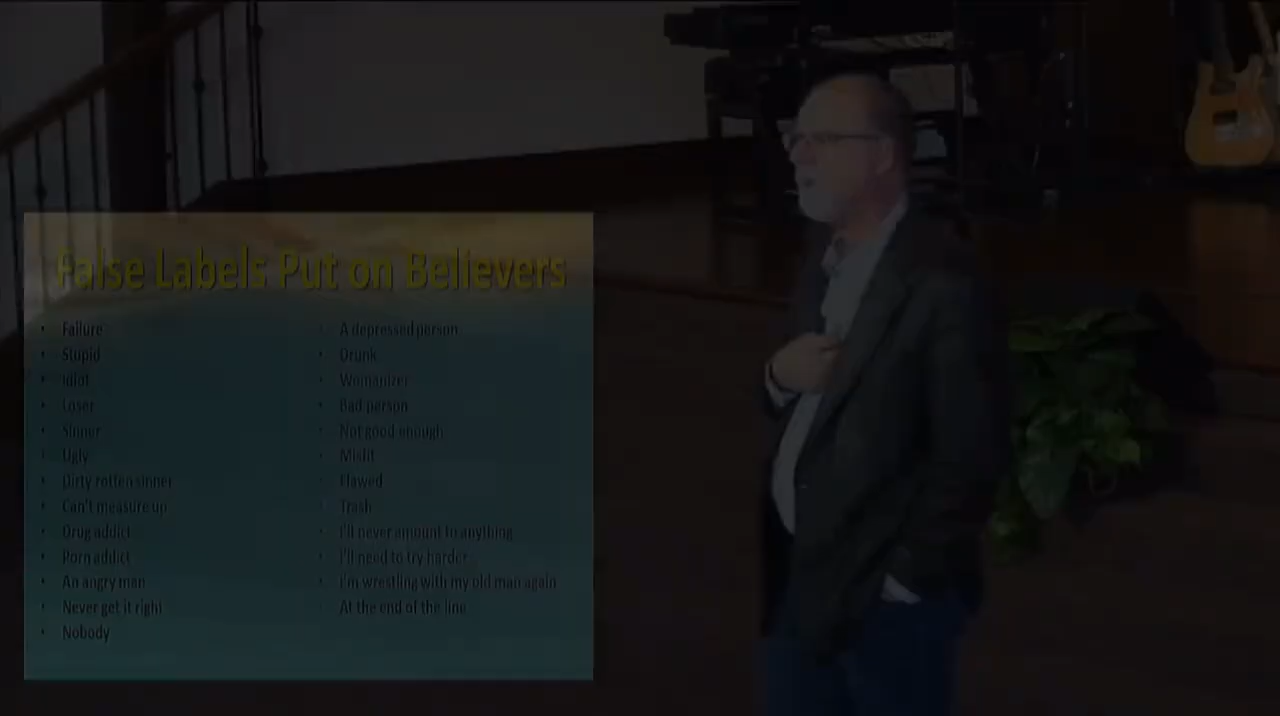 False Labels Put on Believers
• Failure
• Stupid
• Idiot
• Loser
• Sinner
• Ugly
• Dirty rotten sinner
• Can't measure up
• Drug addict
• Porn addict
• An angry man
• Never get it right
• Nobody
• A depressed person
• Drunk
• Womanizer
• Bad person
• Not good enough
• Misfit
• Flawed
• Trash
• I'll never amount to anything
• I'll need to try harder
• I'm wrestling with my old man again
• At the end of the line